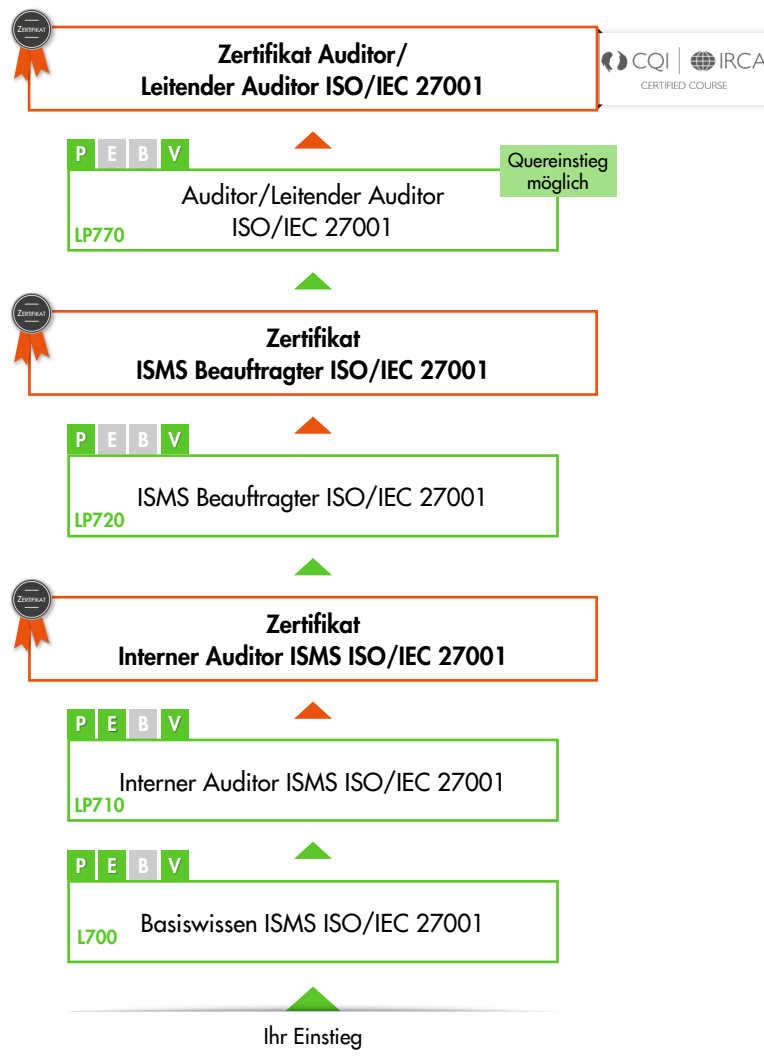 ZERTIFIKAT
Zertifikat Auditor/
Leitender Auditor ISO/IEC 27001
CQI IRCA
CERTIFIED COURSE
P E B V
Quereinstieg
möglich
Auditor/Leitender Auditor
ISO/IEC 27001
LP770
ZERTIFIKAT
Zertifikat
ISMS Beauftragter ISO/IEC 27001
P E B V
ISMS Beauftragter ISO/IEC 27001
LP720
ZERTIFIKAT
Zertifikat
Interner Auditor ISMS ISO/IEC 27001
P E B V
Interner Auditor ISMS ISO/IEC 27001
LP710
P E B V
Basiswissen ISMS ISO/IEC 27001
L700
Ihr Einstieg